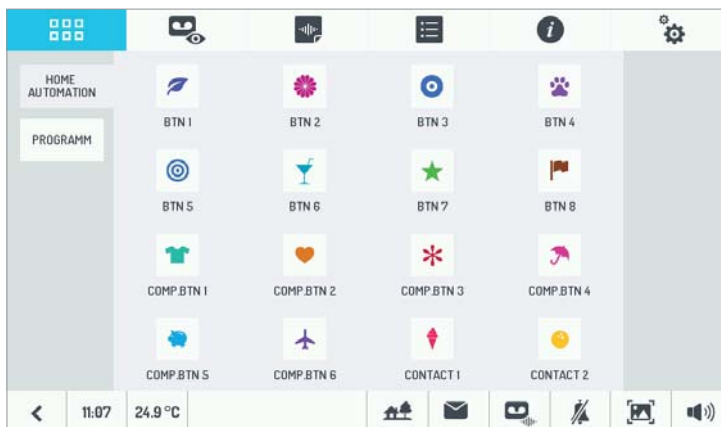 HOME
AUTOMATION
PROGRAMM
BTN 1
BTN 2
BTN 3
BTN 4
BTN 5
BTN 6
BTN 7
BTN 8
COMP.BTN 1
COMP.BTN 2
COMP.BTN 3
COMP.BTN 4
COMP.BTN 5
COMP.BTN 6
CONTACT 1
CONTACT 2
11:07
24.9 °C